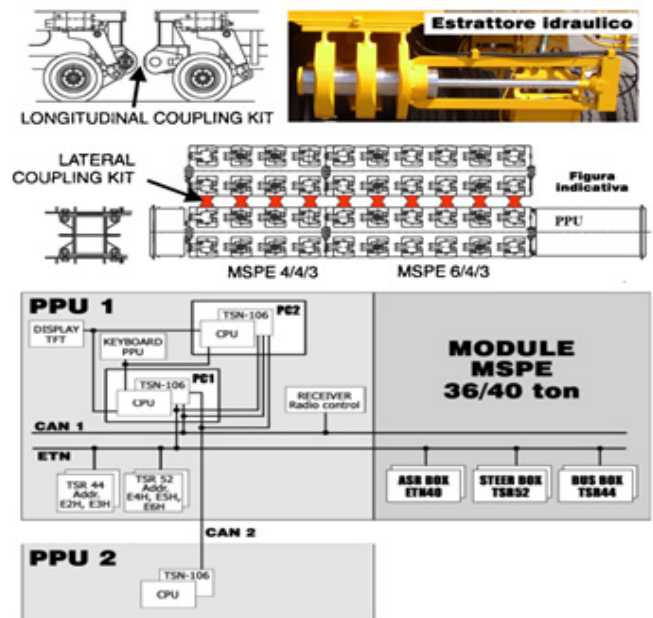 Estrattore idraulico
LONGITUDINAL COUPLING KIT
LATERAL
COUPLING KIT
Figura
indicativa
PPU
MSPE 4/4/3
MSPE 6/4/3
PPU 1
DISPLAY
TFT
KEYBOARD
PPU
TSN-106
PC2
CPU
TSN-106
PC1
CPU
RECEIVER
Radio control
MODULE
MSPE
36/40 ton
CAN 1
ETN
TSR 44
Addr.
E2H, E3H
TSR 52
Addr.
E4H, E5H,
E6H
ASR BOX
ETN40
STEER BOX
TSR52
BUS BOX
TSR44
CAN 2
PPU 2
TSN-106
CPU